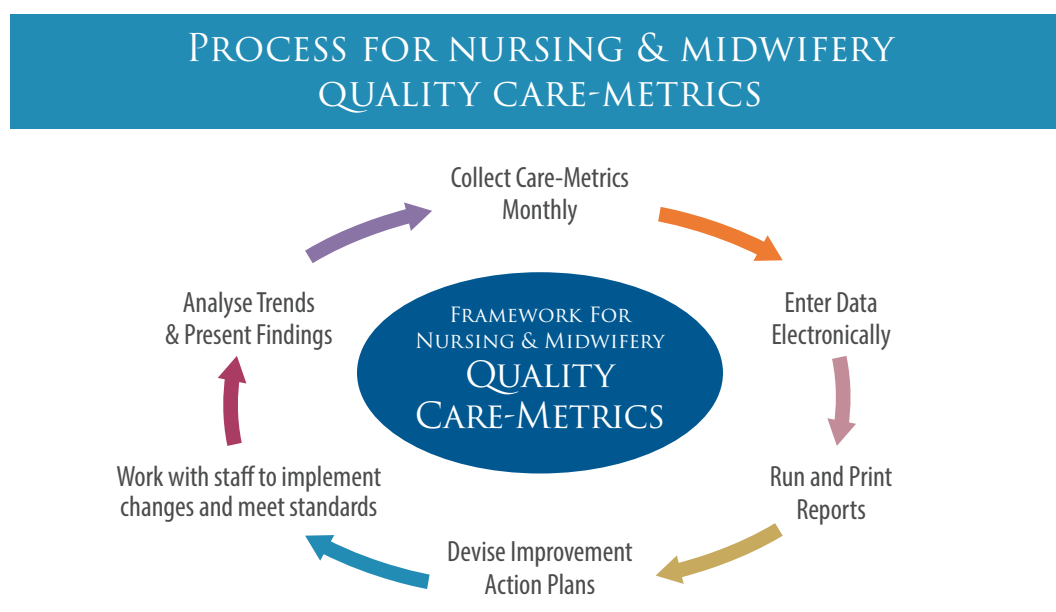 Process for nursing & midwifery
quality care-metrics
Collect Care-Metrics
Monthly
Enter Data
Electronically
Run and Print
Reports
Devise Improvement
Action Plans
Work with staff to implement
changes and meet standards
Analyse Trends
& Present Findings
Framework For
Nursing & Midwifery
Quality
Care-Metrics